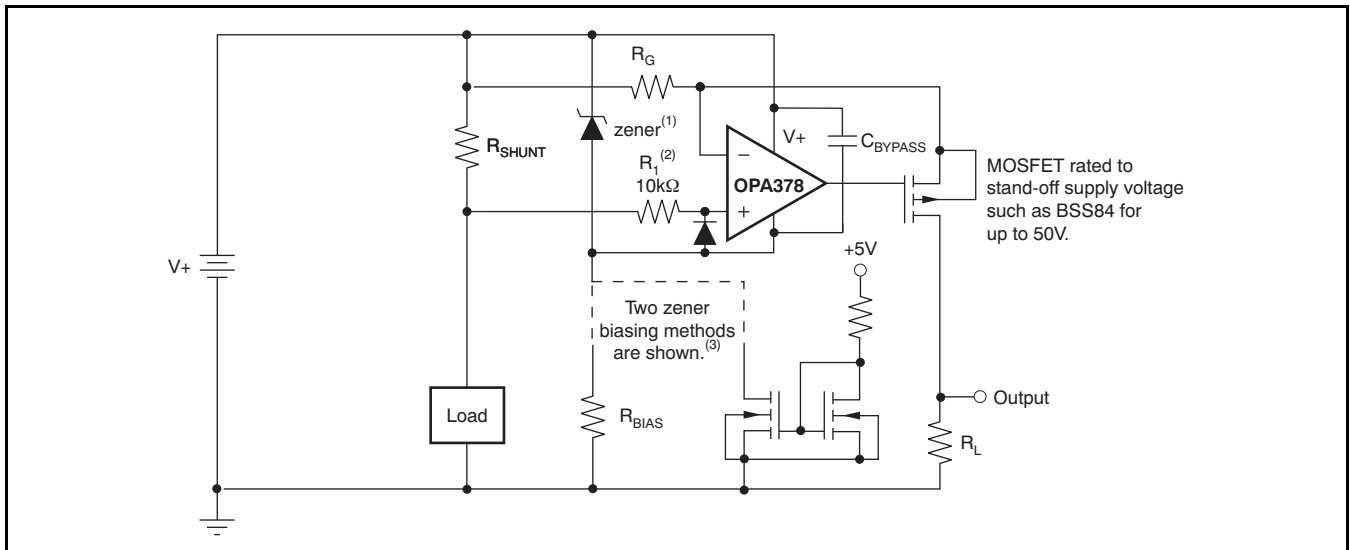 R_G
zener(1)
V+
C_BYPASS
R_SHUNT
R_1(2)
10kΩ
−
+
OPA378
MOSFET rated to
stand-off supply voltage
such as BSS84 for
up to 50V.
+5V
V+
Two zener
biasing methods
are shown.(3)
Load
R_BIAS
Output
R_L